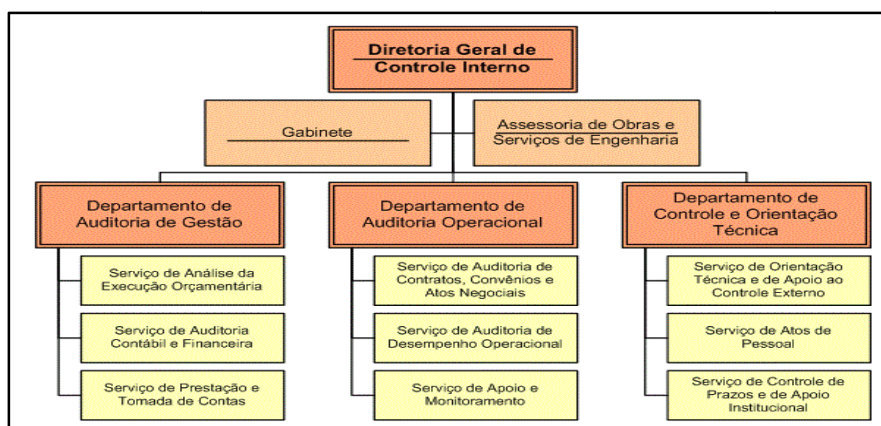 Diretoria Geral de
Controle Interno
Gabinete
Assessoria de Obras e
Serviços de Engenharia
Departamento de
Auditoria de Gestão
Departamento de
Auditoria Operacional
Departamento de
Controle e Orientação
Técnica
Serviço de Análise da
Execução Orçamentária
Serviço de Auditoria de
Contratos, Convênios e
Atos Negociais
Serviço de Orientação
Técnica e de Apoio ao
Controle Externo
Serviço de Auditoria
Contábil e Financeira
Serviço de Auditoria de
Desempenho Operacional
Serviço de Atos de
Pessoal
Serviço de Prestação e
Tomada de Contas
Serviço de Apoio e
Monitoramento
Serviço de Controle de
Prazos e de Apoio
Institucional